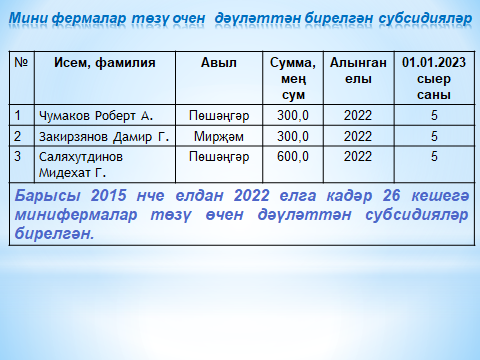 Мини фермалар төзү очен дәүләттән бирелгән субсидияләр
№ Исем, фамилия Авыл Сумма, мең сум Алынган елы 01.01.2023 сыер саны
1 Чумаков Роберт А. Пөшәңгәр 300,0 2022 5
2 Закирзянов Дамир Г. Мирҗәм 300,0 2022 5
3 Саляхутдинов Мидехат Г. Пөшәңгәр 600,0 2022 5
Барысы 2015 нче елдан 2022 елга кадәр 26 кешегә
минифермалар төзү өчен дәүләттән субсидияләр
бирелгән.